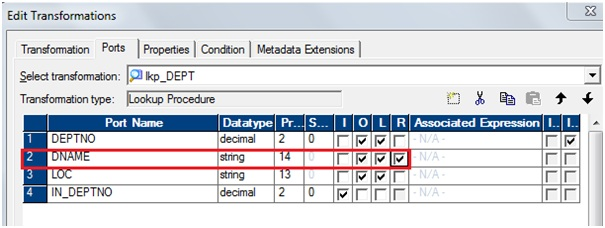 Edit Transformations
Transformation Ports Properties Condition Metadata Extensions
Select transformation: lkp_DEPT
Transformation type: Lookup Procedure
Port Name Datatype Pr... S... I O L R Associated Expression I... I..
1 DEPTNO decimal 2 0 - N/A -
2 DNAME string 14 0 - N/A -
3 LOC string 13 0 - N/A -
4 IN_DEPTNO decimal 2 0 - N/A -